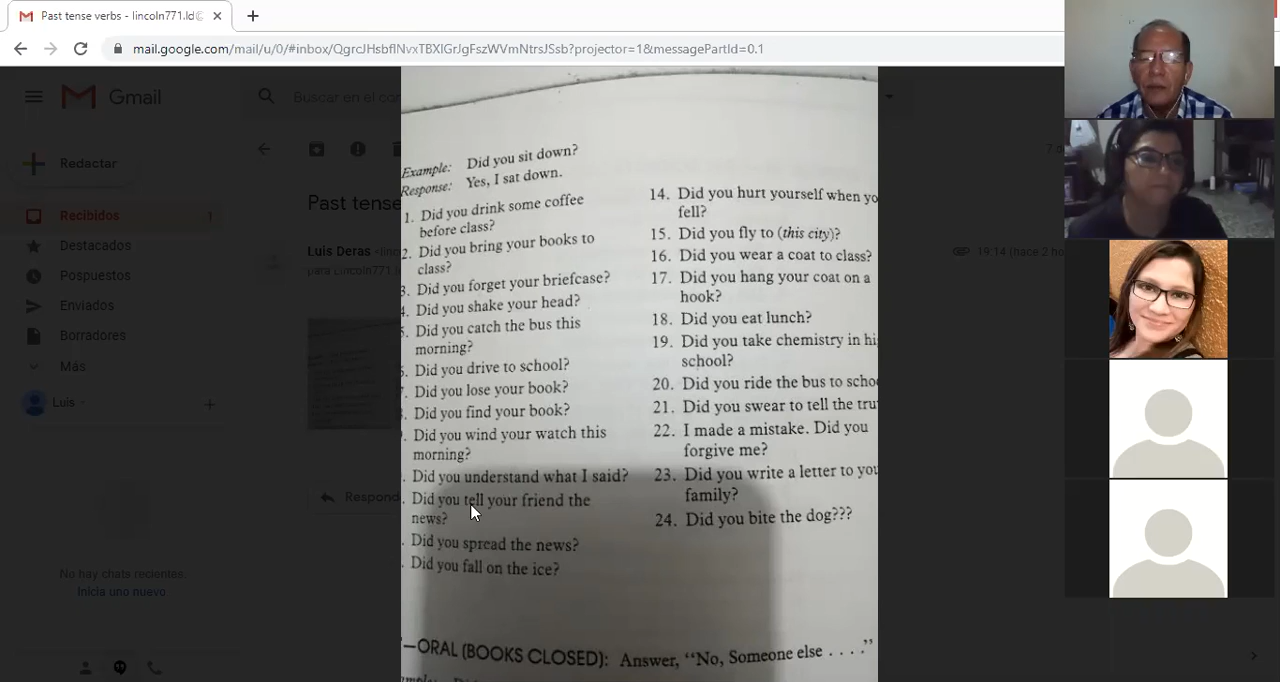 Past tense verbs - lincoln771.ld@
mail.google.com/mail/u/0/#inbox/QgrcJHsbflNvxTBXlGrJgFszWVmNtrsJSsb?projector=1&messagePartId=0.1
Gmail
Buscar en el cor
Redactar
Recibidos 1
Destacados
Pospuestos
Enviados
Borradores
Más
Luis
No hay chats recientes.
Inicia uno nuevo
Past tense
Luis Deras
para Lincoln771.l
19:14 (hace 2 ho
Respond
Example: Did you sit down?
Response: Yes, I sat down.
1. Did you drink some coffee
before class?
2. Did you bring your books to
class?
3. Did you forget your briefcase?
4. Did you shake your head?
5. Did you catch the bus this
morning?
Did you drive to school?
Did you lose your book?
Did you find your book?
Did you wind your watch this
morning?
Did you understand what I said?
Did you tell your friend the
news?
Did you spread the news?
Did you fall on the ice?
14. Did you hurt yourself when yo
fell?
15. Did you fly to (this city)?
16. Did you wear a coat to class?
17. Did you hang your coat on a
hook?
18. Did you eat lunch?
19. Did you take chemistry in hi
school?
20. Did you ride the bus to scho
21. Did you swear to tell the tru
22. I made a mistake. Did you
forgive me?
23. Did you write a letter to you
family?
24. Did you bite the dog???
—ORAL (BOOKS CLOSED): Answer, "No, Someone else . . . ."